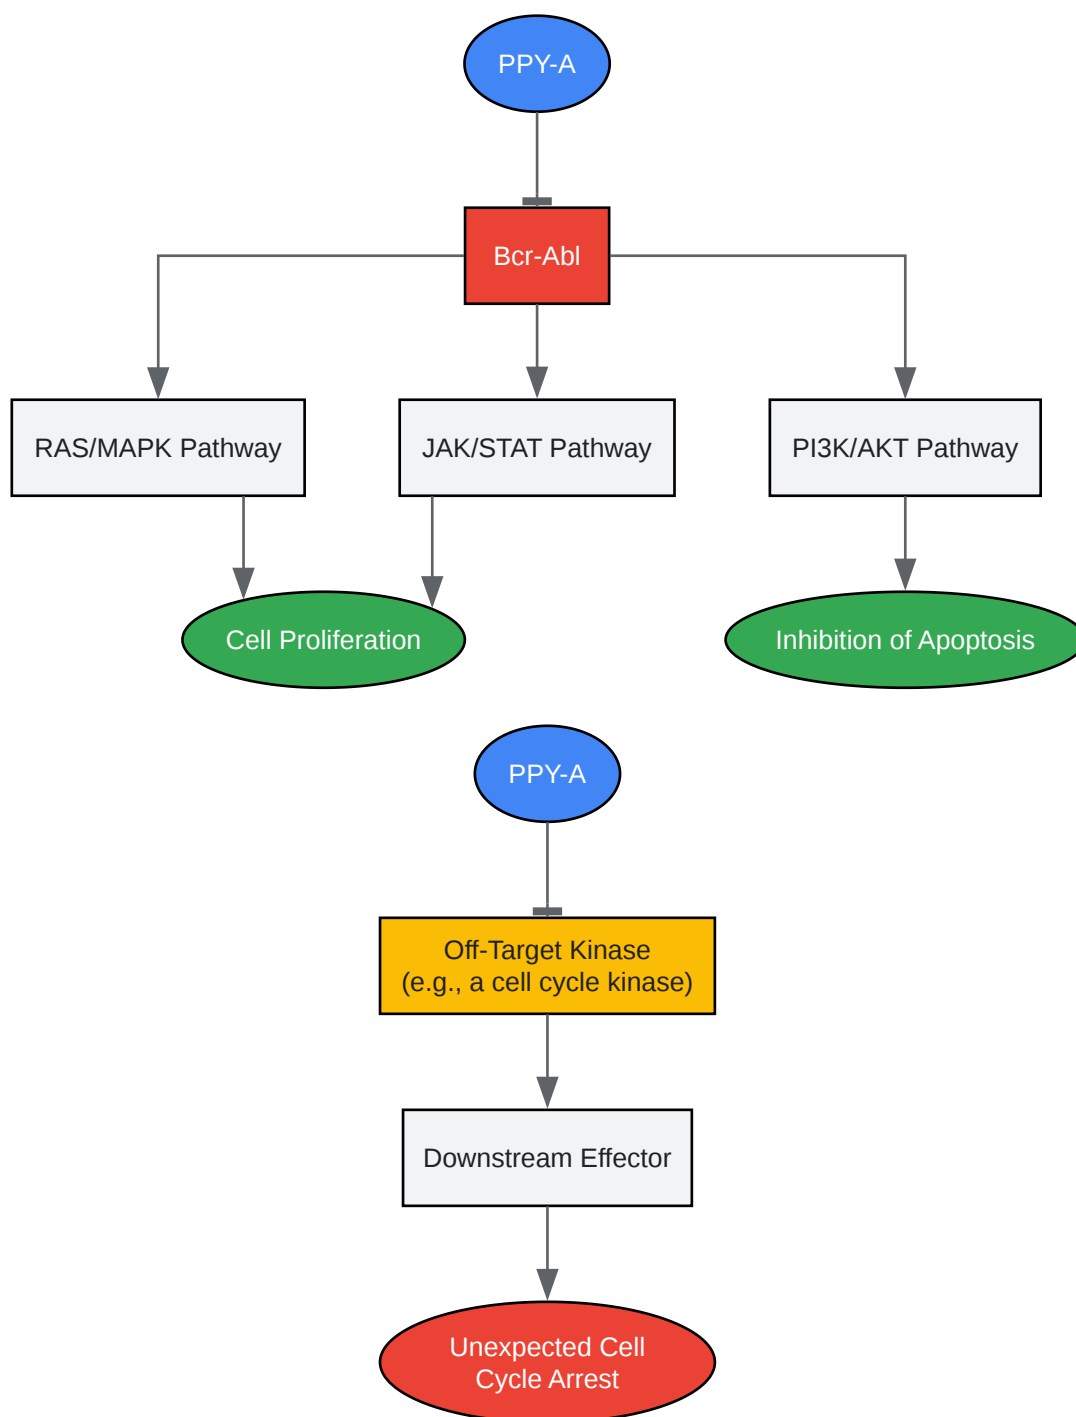 PPY-A
Bcr-Abl
RAS/MAPK Pathway
JAK/STAT Pathway
PI3K/AKT Pathway
Cell Proliferation
Inhibition of Apoptosis
PPY-A
Off-Target Kinase
(e.g., a cell cycle kinase)
Downstream Effector
Unexpected Cell
Cycle Arrest